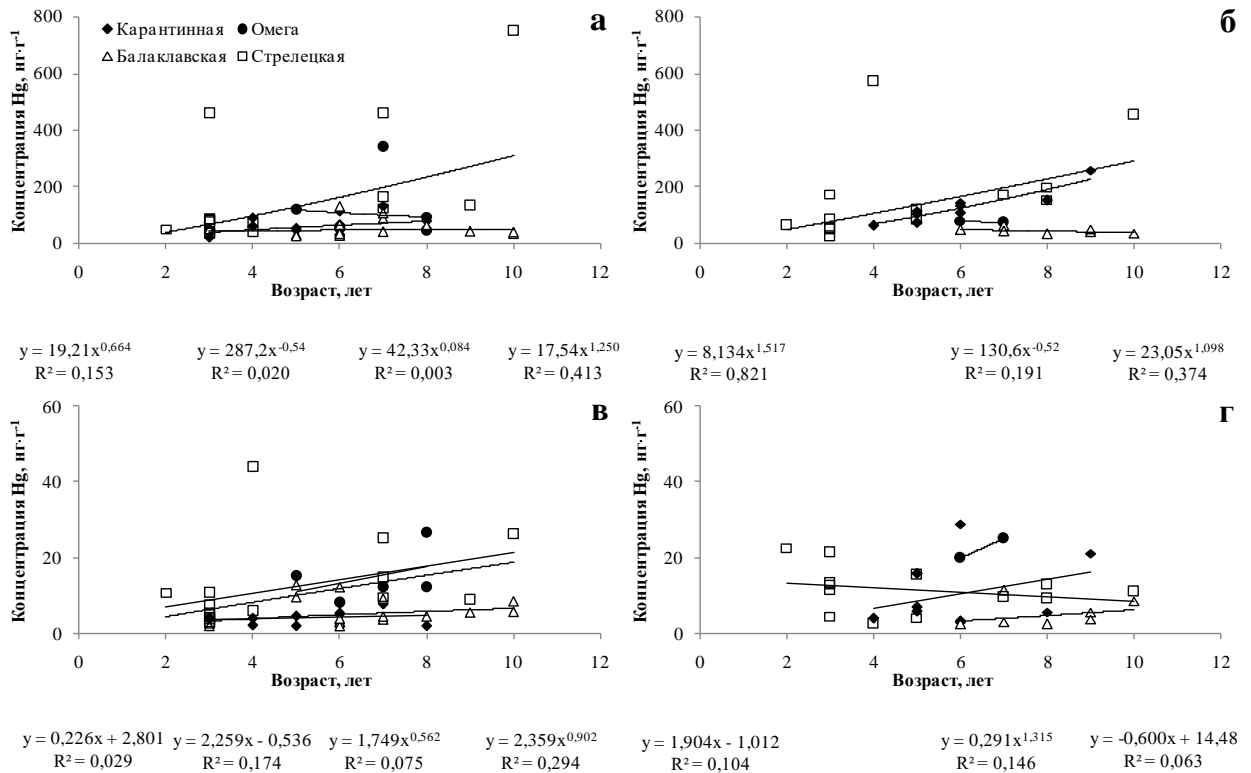 а
Концентрация Hg, нг·г⁻¹
800
600
400
200
0
Карантинная Омега
Балаклавская Стрелецкая
0 2 4 6 8 10 12
Возраст, лет
y = 19,21x^0,664 y = 287,2x^-0,54 y = 42,33x^0,084 y = 17,54x^1,250
R² = 0,153 R² = 0,020 R² = 0,003 R² = 0,413
б
Концентрация Hg, нг·г⁻¹
800
600
400
200
0
0 2 4 6 8 10 12
Возраст, лет
y = 8,134x^1,517 y = 130,6x^-0,52 y = 23,05x^1,098
R² = 0,821 R² = 0,191 R² = 0,374
в
Концентрация Hg, нг·г⁻¹
60
40
20
0
0 2 4 6 8 10 12
Возраст, лет
y = 0,226x + 2,801 y = 2,259x - 0,536 y = 1,749x^0,562 y = 2,359x^0,902
R² = 0,029 R² = 0,174 R² = 0,075 R² = 0,294
г
Концентрация Hg, нг·г⁻¹
60
40
20
0
0 2 4 6 8 10 12
Возраст, лет
y = 1,904x - 1,012 y = 0,291x^1,315 y = -0,600x + 14,48
R² = 0,104 R² = 0,146 R² = 0,063